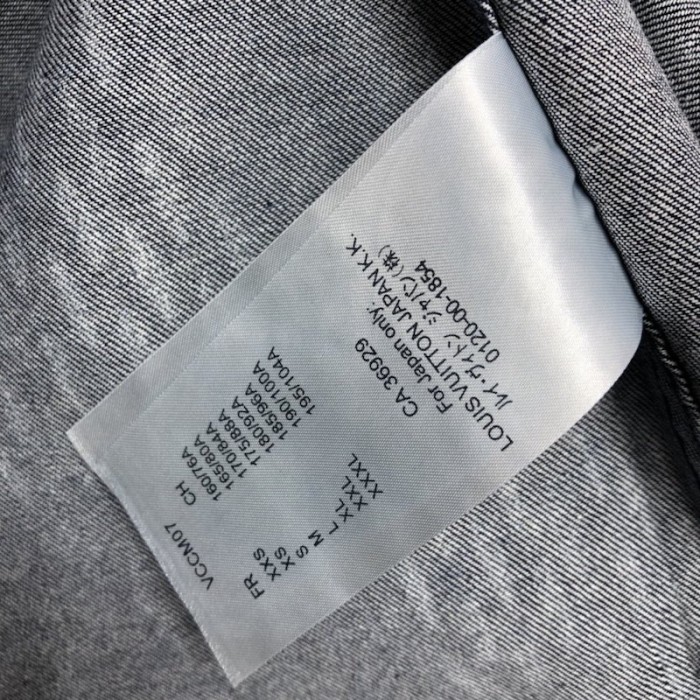 VCCM07
FR CH
XXS 160/76A
XS 165/80A
S 170/84A
M 175/88A
L 180/92A
XL 185/96A
XXL 190/100A
XXXL 195/104A
CA 36929
For Japan only:
LOUIS VUITTON JAPAN K.K.
ルイ・ヴィトン ジャパン(株)
0120-00-1854